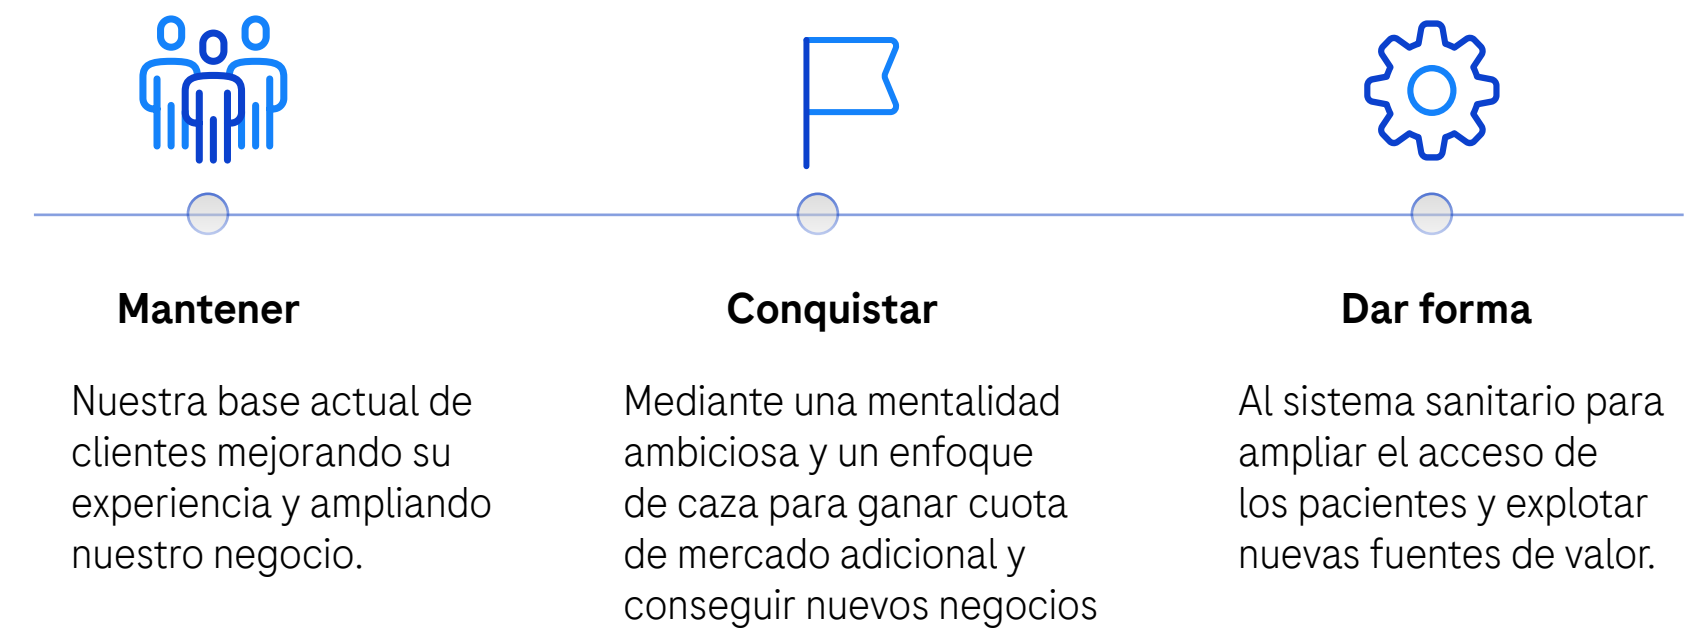 Mantener
Nuestra base actual de
clientes mejorando su
experiencia y ampliando
nuestro negocio.
Conquistar
Mediante una mentalidad
ambiciosa y un enfoque
de caza para ganar cuota
de mercado adicional y
conseguir nuevos negocios
Dar forma
Al sistema sanitario para
ampliar el acceso de
los pacientes y explotar
nuevas fuentes de valor.